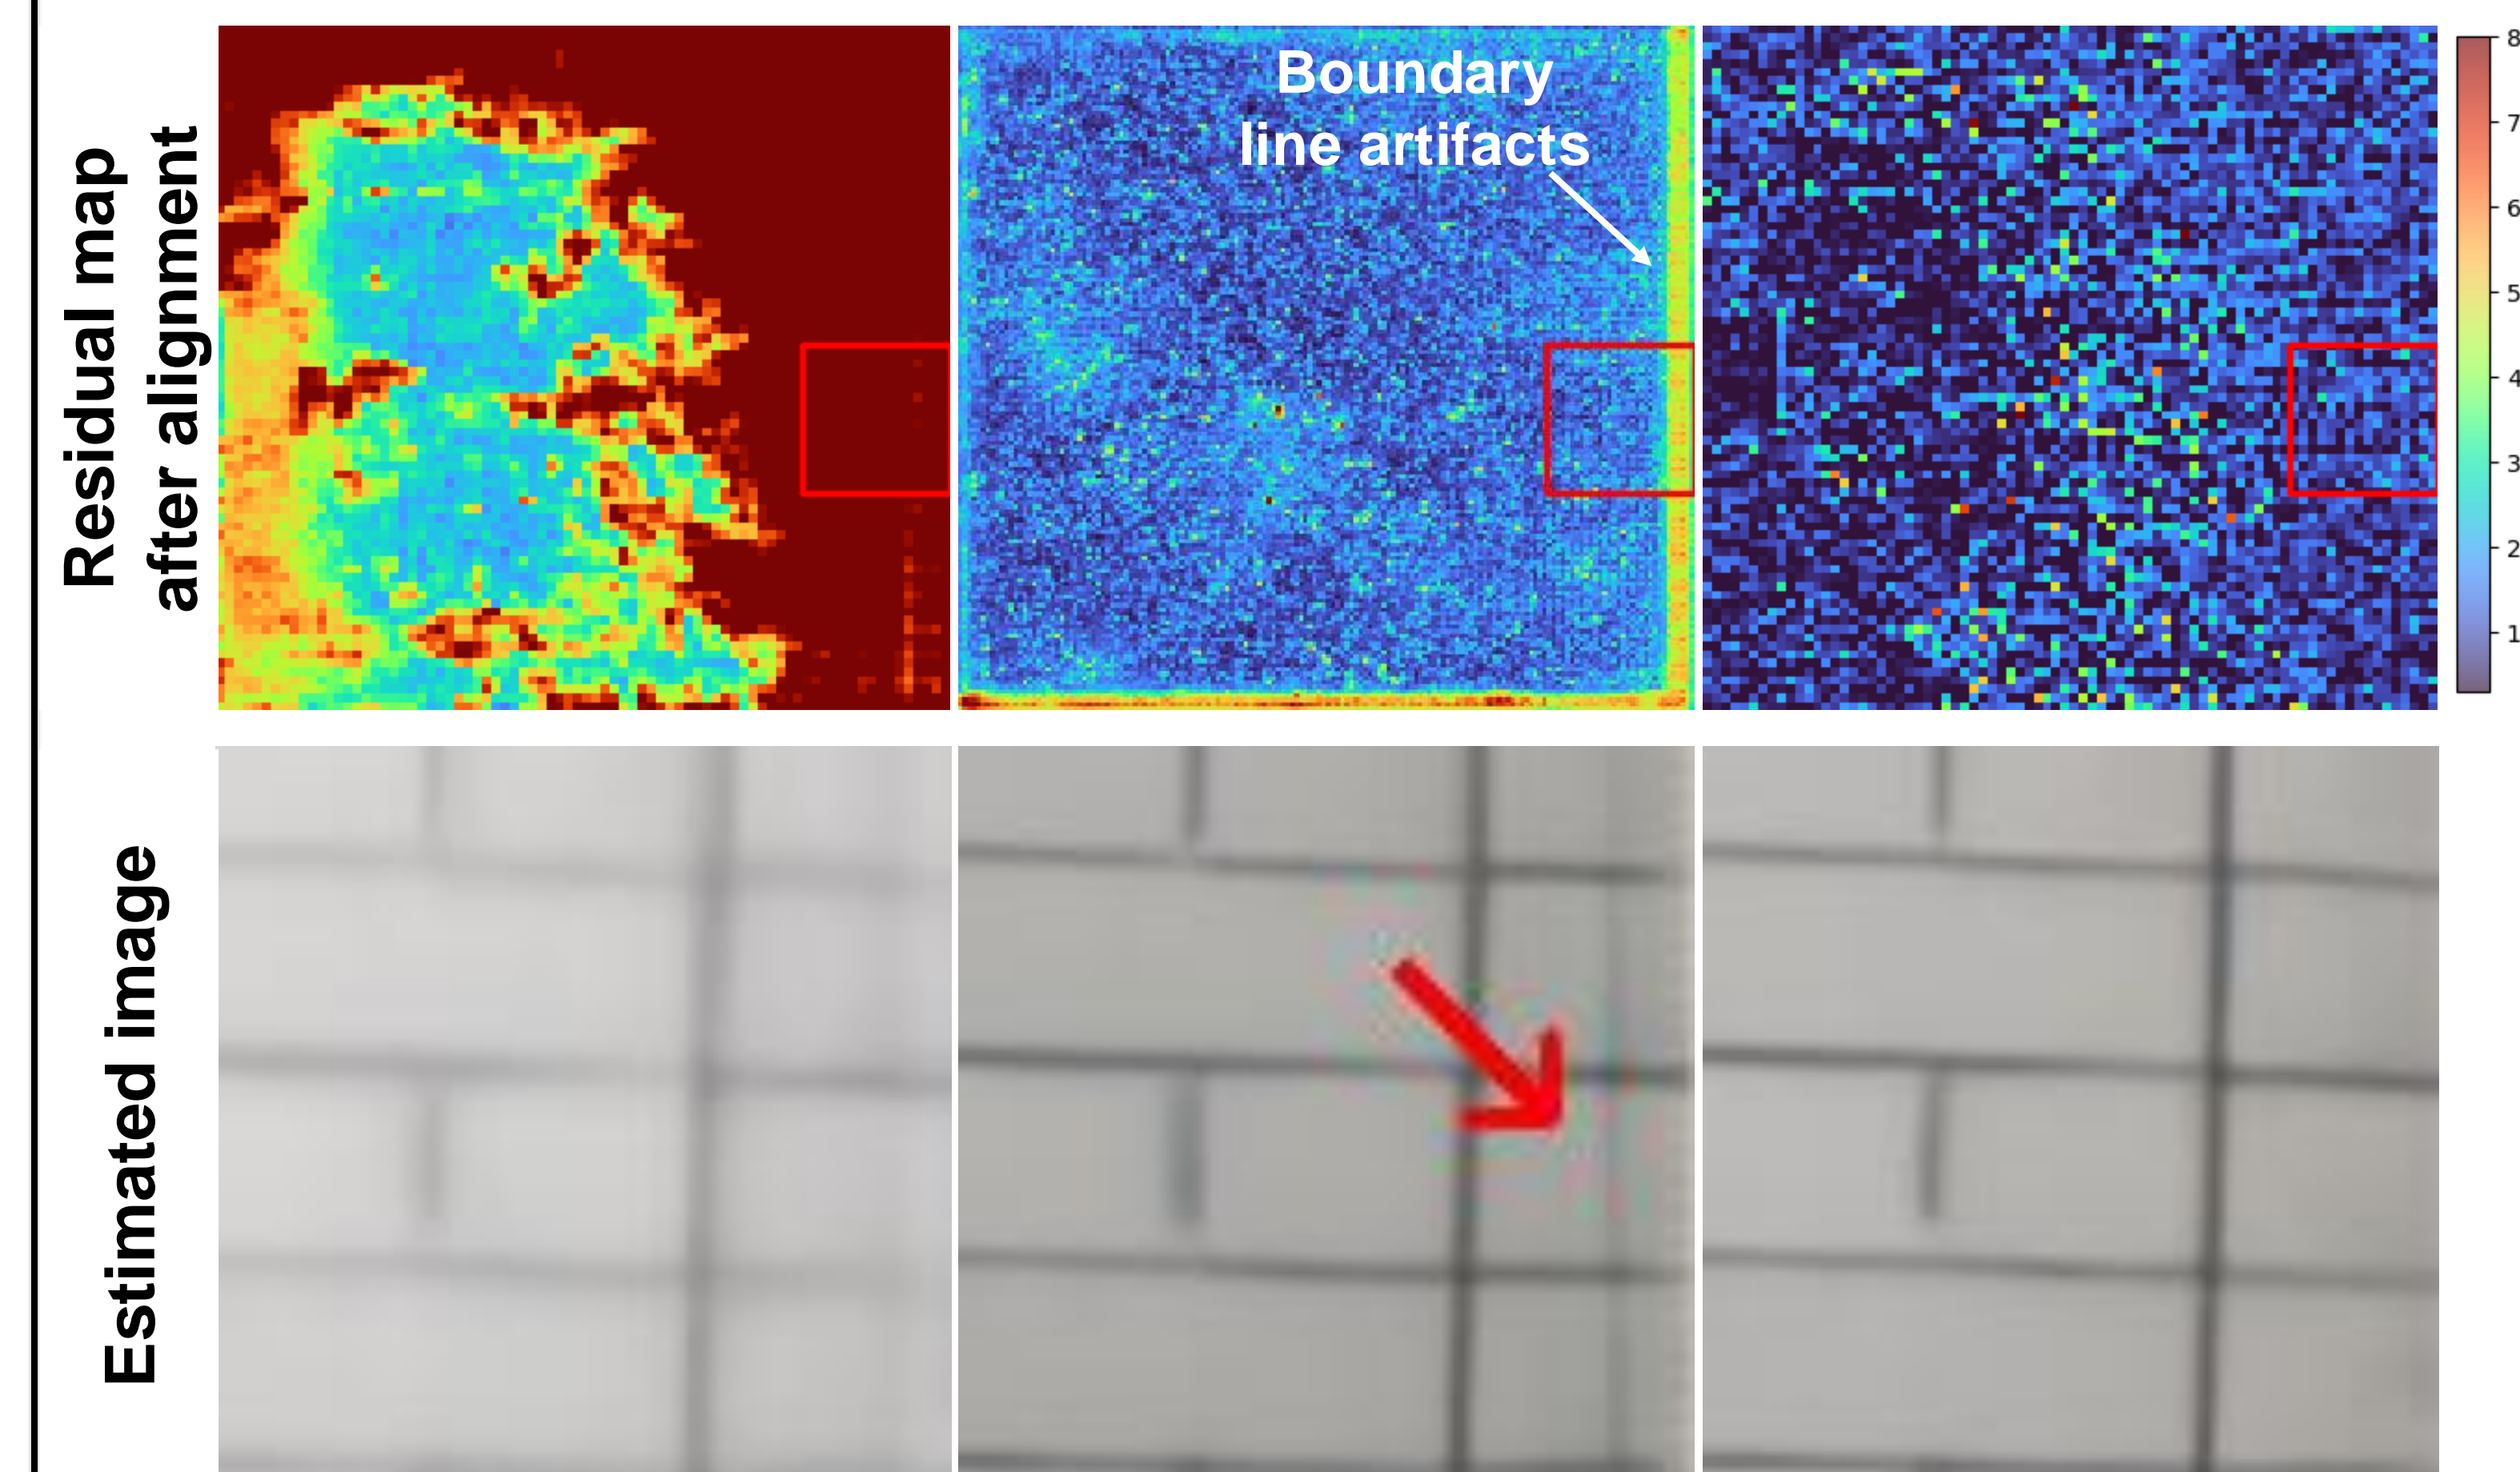 Residual map
after alignment
Boundary
line artifacts
8
7
6
5
4
3
2
1
Estimated image